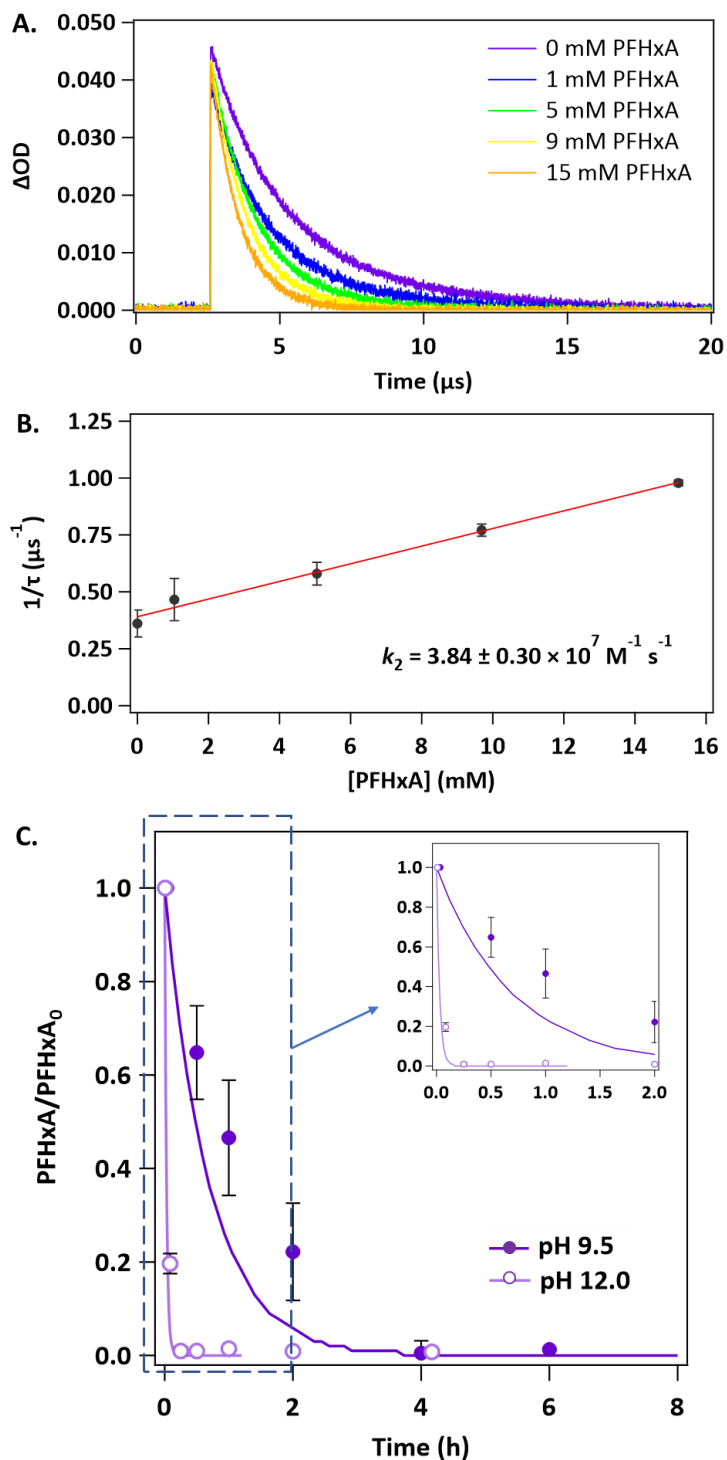 A.
0.050
0.040
0.030
0.020
0.010
0.000
ΔOD
0 mM PFHxA
1 mM PFHxA
5 mM PFHxA
9 mM PFHxA
15 mM PFHxA
0 5 10 15 20
Time (µs)
B.
1.25
1.00
0.75
0.50
0.25
0.00
1/τ (µs⁻¹)
k₂ = 3.84 ± 0.30 × 10⁷ M⁻¹ s⁻¹
0 2 4 6 8 10 12 14 16
[PFHxA] (mM)
C.
1.0
0.8
0.6
0.4
0.2
0.0
PFHxA/PFHxA₀
1.0
0.8
0.6
0.4
0.2
0.0
0.0 0.5 1.0 1.5 2.0
pH 9.5
pH 12.0
0 2 4 6 8
Time (h)